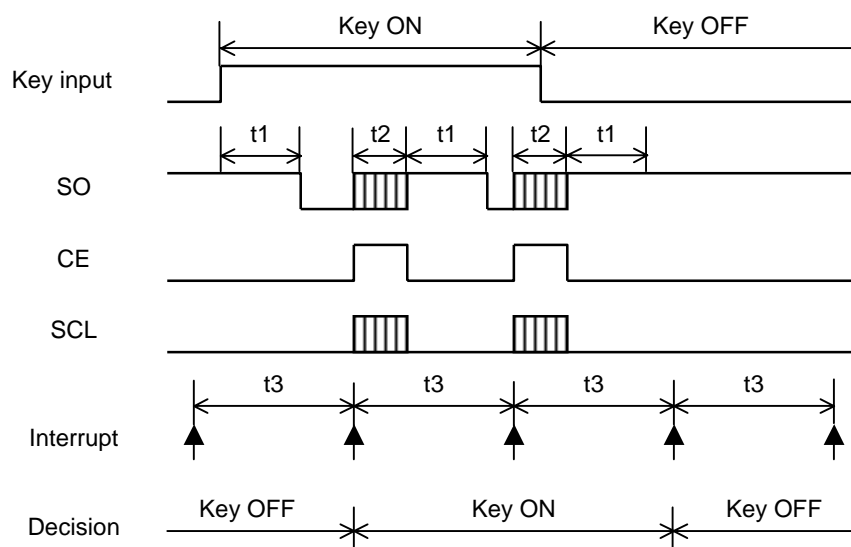 Key ON Key OFF
Key input
t1 t2 t1 t2 t1
SO
CE
SCL
t3 t3 t3 t3
Interrupt
Key OFF Key ON Key OFF
Decision